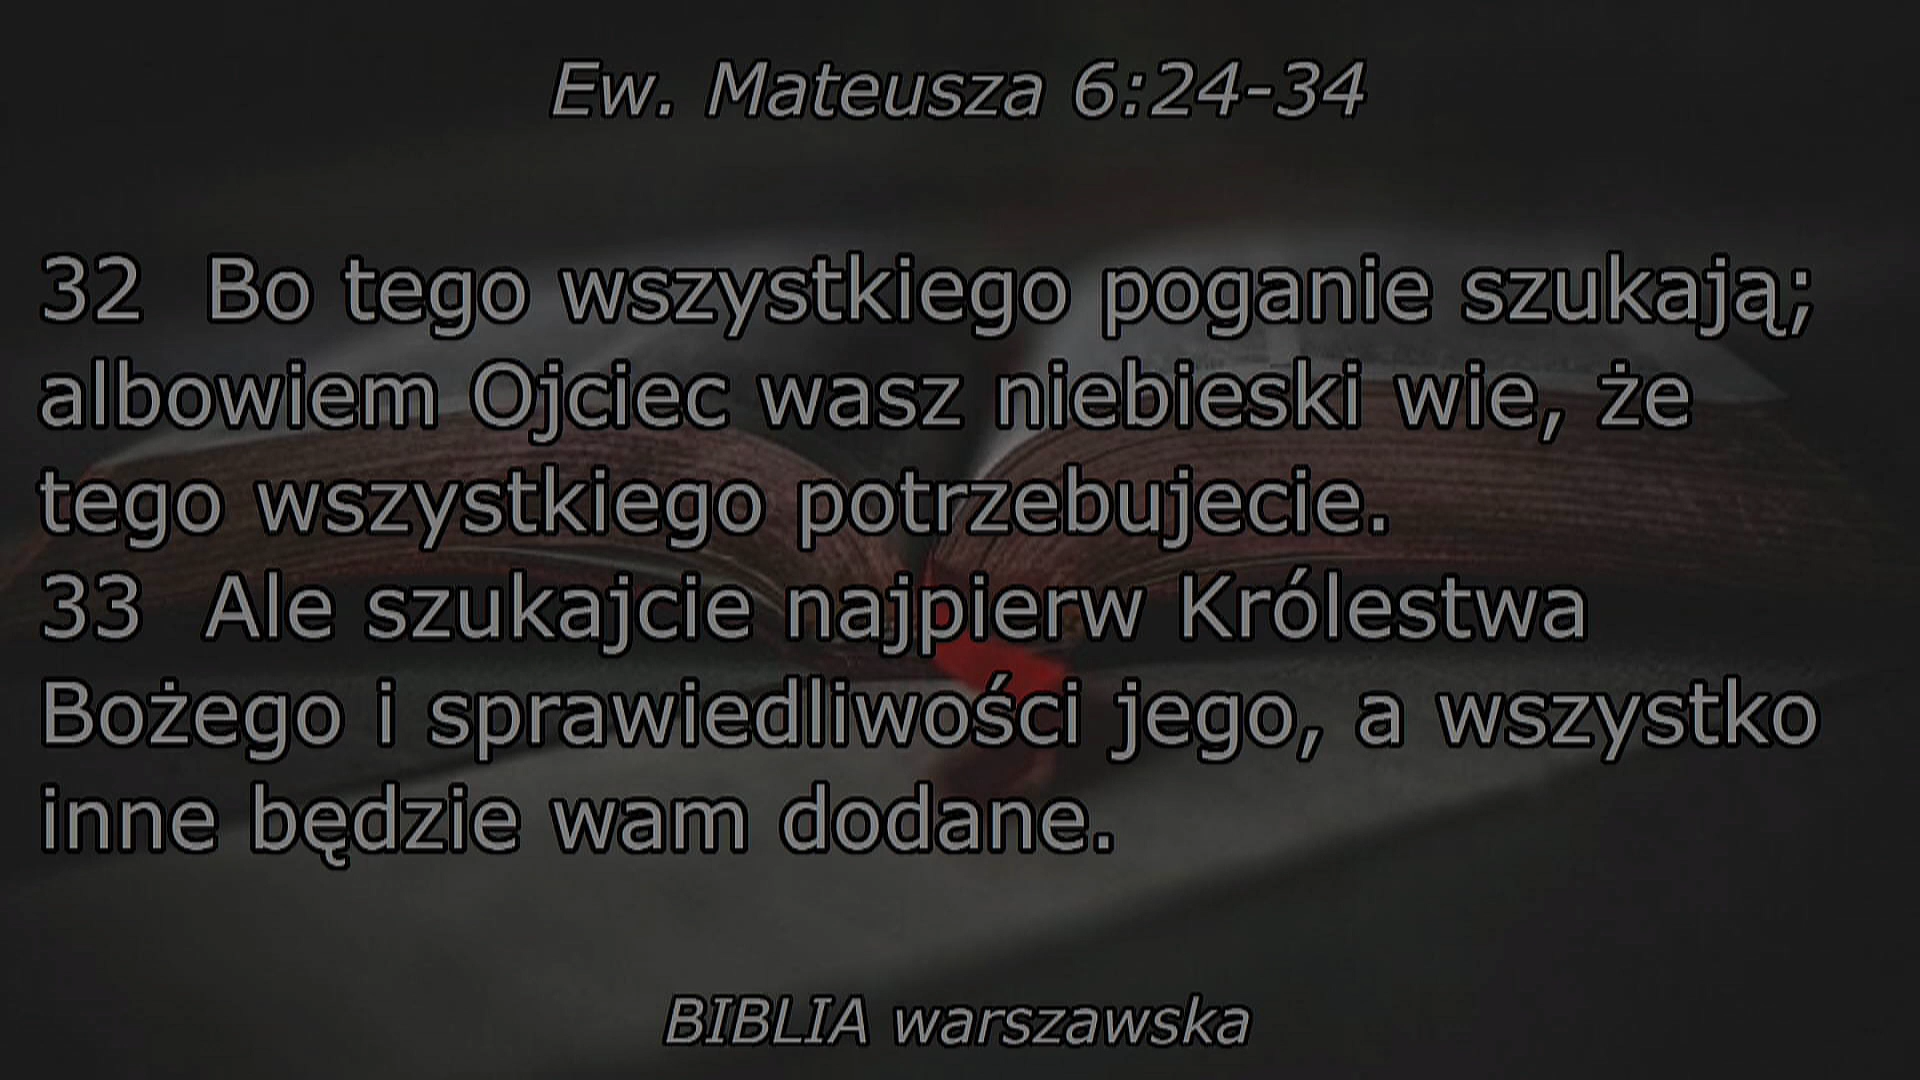 Ew. Mateusza 6:24-34
32 Bo tego wszystkiego poganie szukają;
albowiem Ojciec wasz niebieski wie, że
tego wszystkiego potrzebujecie.
33 Ale szukajcie najpierw Królestwa
Bożego i sprawiedliwości jego, a wszystko
inne będzie wam dodane.
BIBLIA warszawska